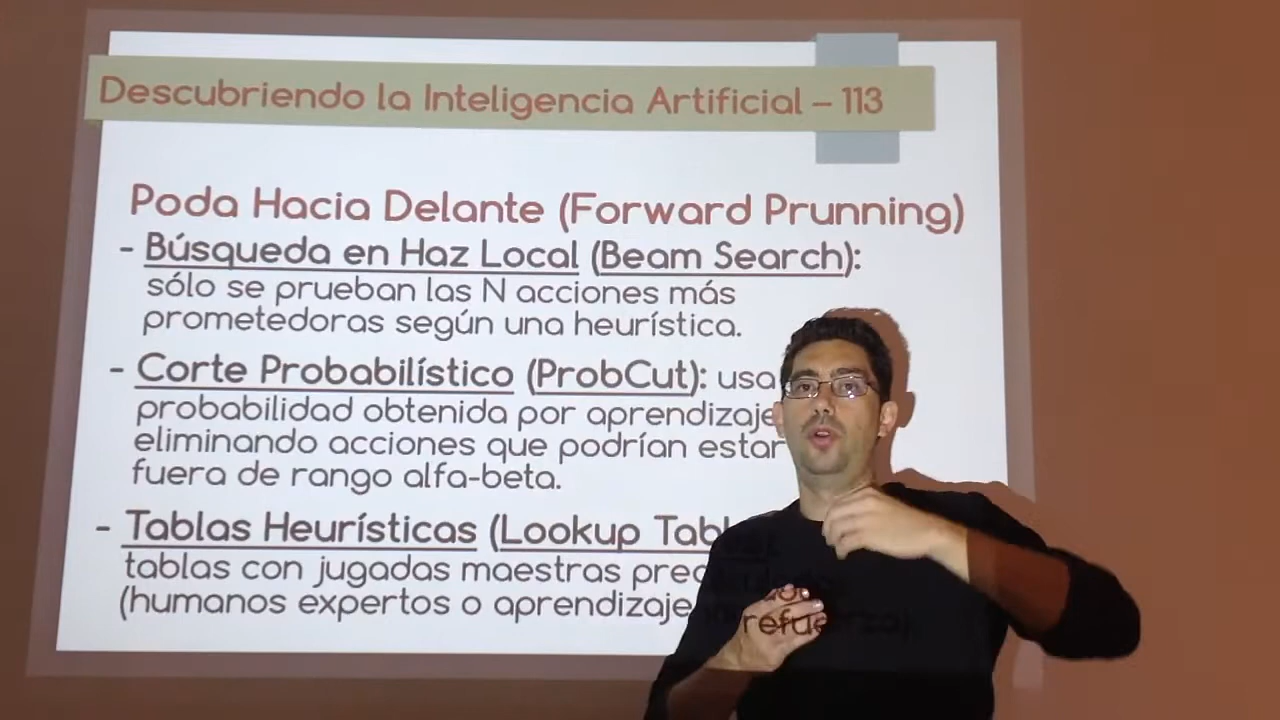 Descubriendo la Inteligencia Artificial – 113
Poda Hacia Delante (Forward Prunning)
- Búsqueda en Haz Local (Beam Search):
sólo se prueban las N acciones más
prometedoras según una heurística.
- Corte Probabilístico (ProbCut): usa
probabilidad obtenida por aprendizaje
eliminando acciones que podrían estar
fuera de rango alfa-beta.
- Tablas Heurísticas (Lookup
tablas con jugadas maestras
(humanos expertos o aprendizaje